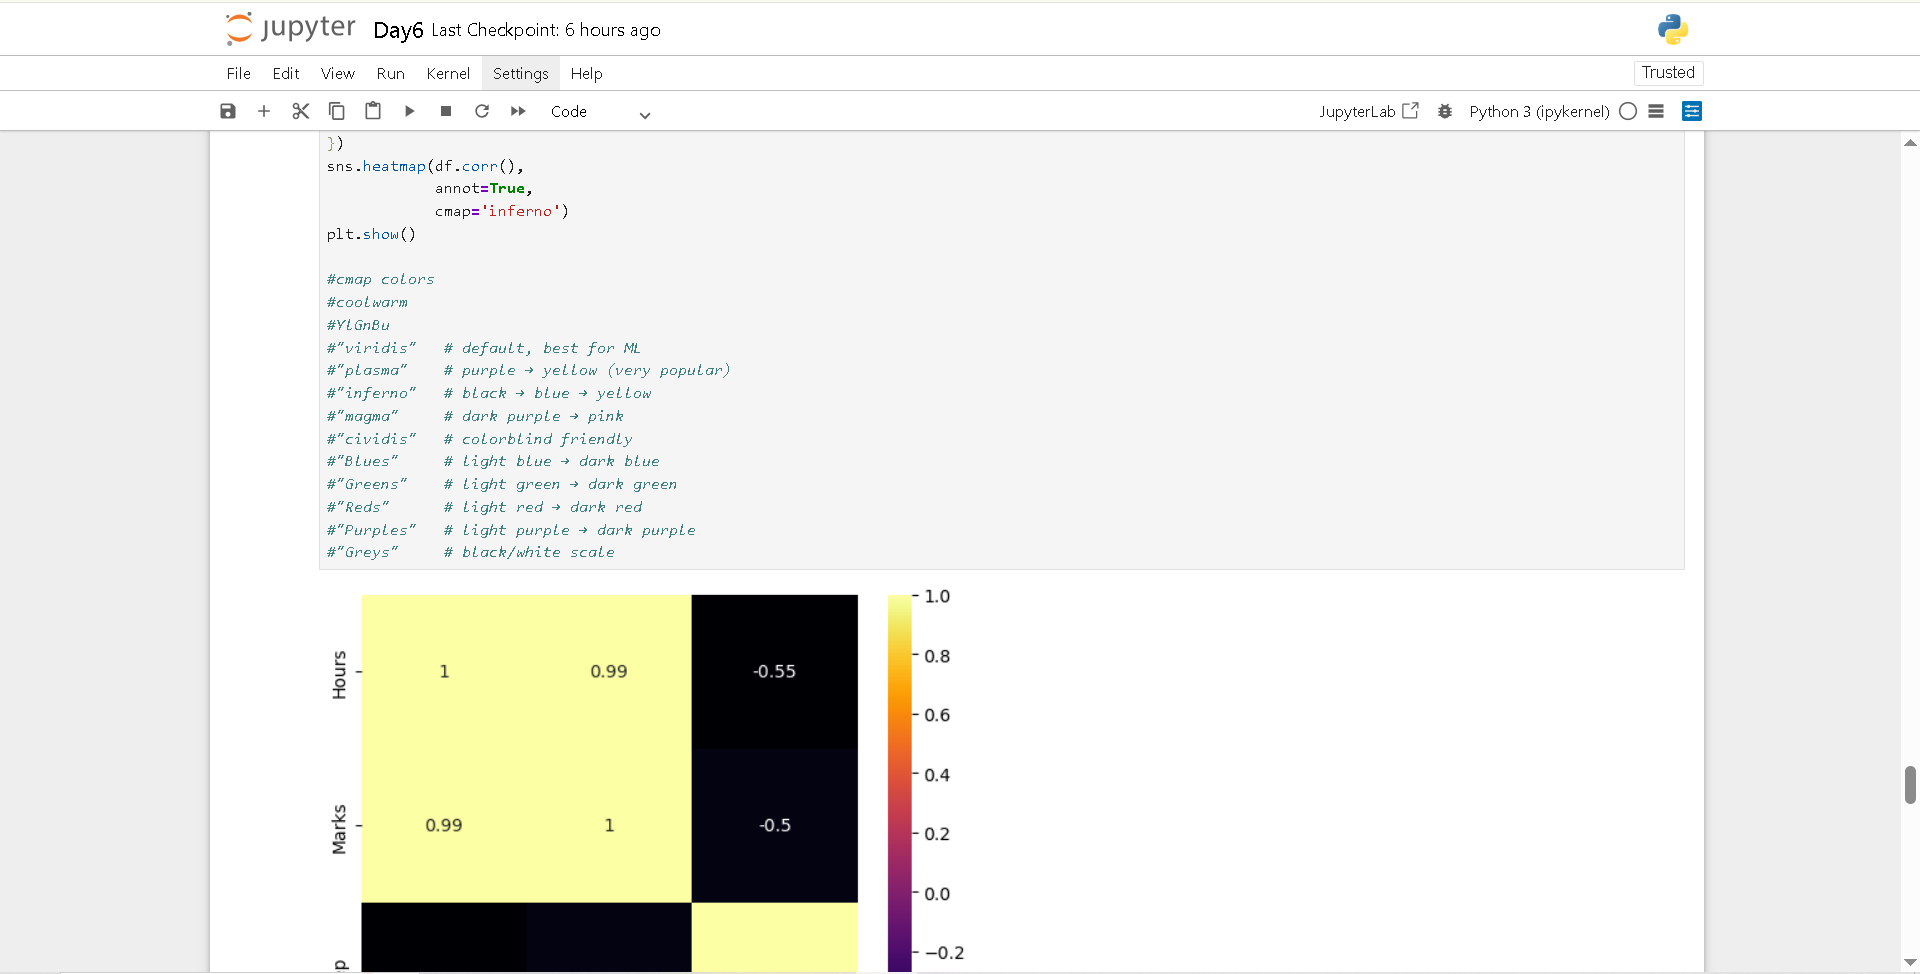 jupyter Day6 Last Checkpoint: 6 hours ago
File Edit View Run Kernel Settings Help Trusted
Code JupyterLab Python 3 (ipykernel)
})
sns.heatmap(df.corr(),
annot=True,
cmap='inferno')
plt.show()
#cmap colors
#coolwarm
#YlGnBu
#"viridis" # default, best for ML
#"plasma" # purple → yellow (very popular)
#"inferno" # black → blue → yellow
#"magma" # dark purple → pink
#"cividis" # colorblind friendly
#"Blues" # light blue → dark blue
#"Greens" # light green → dark green
#"Reds" # light red → dark red
#"Purples" # light purple → dark purple
#"Greys" # black/white scale
1.0
0.8
Hours 1 0.99 -0.55
0.6
0.4
Marks 0.99 1 -0.5
0.2
0.0
−0.2